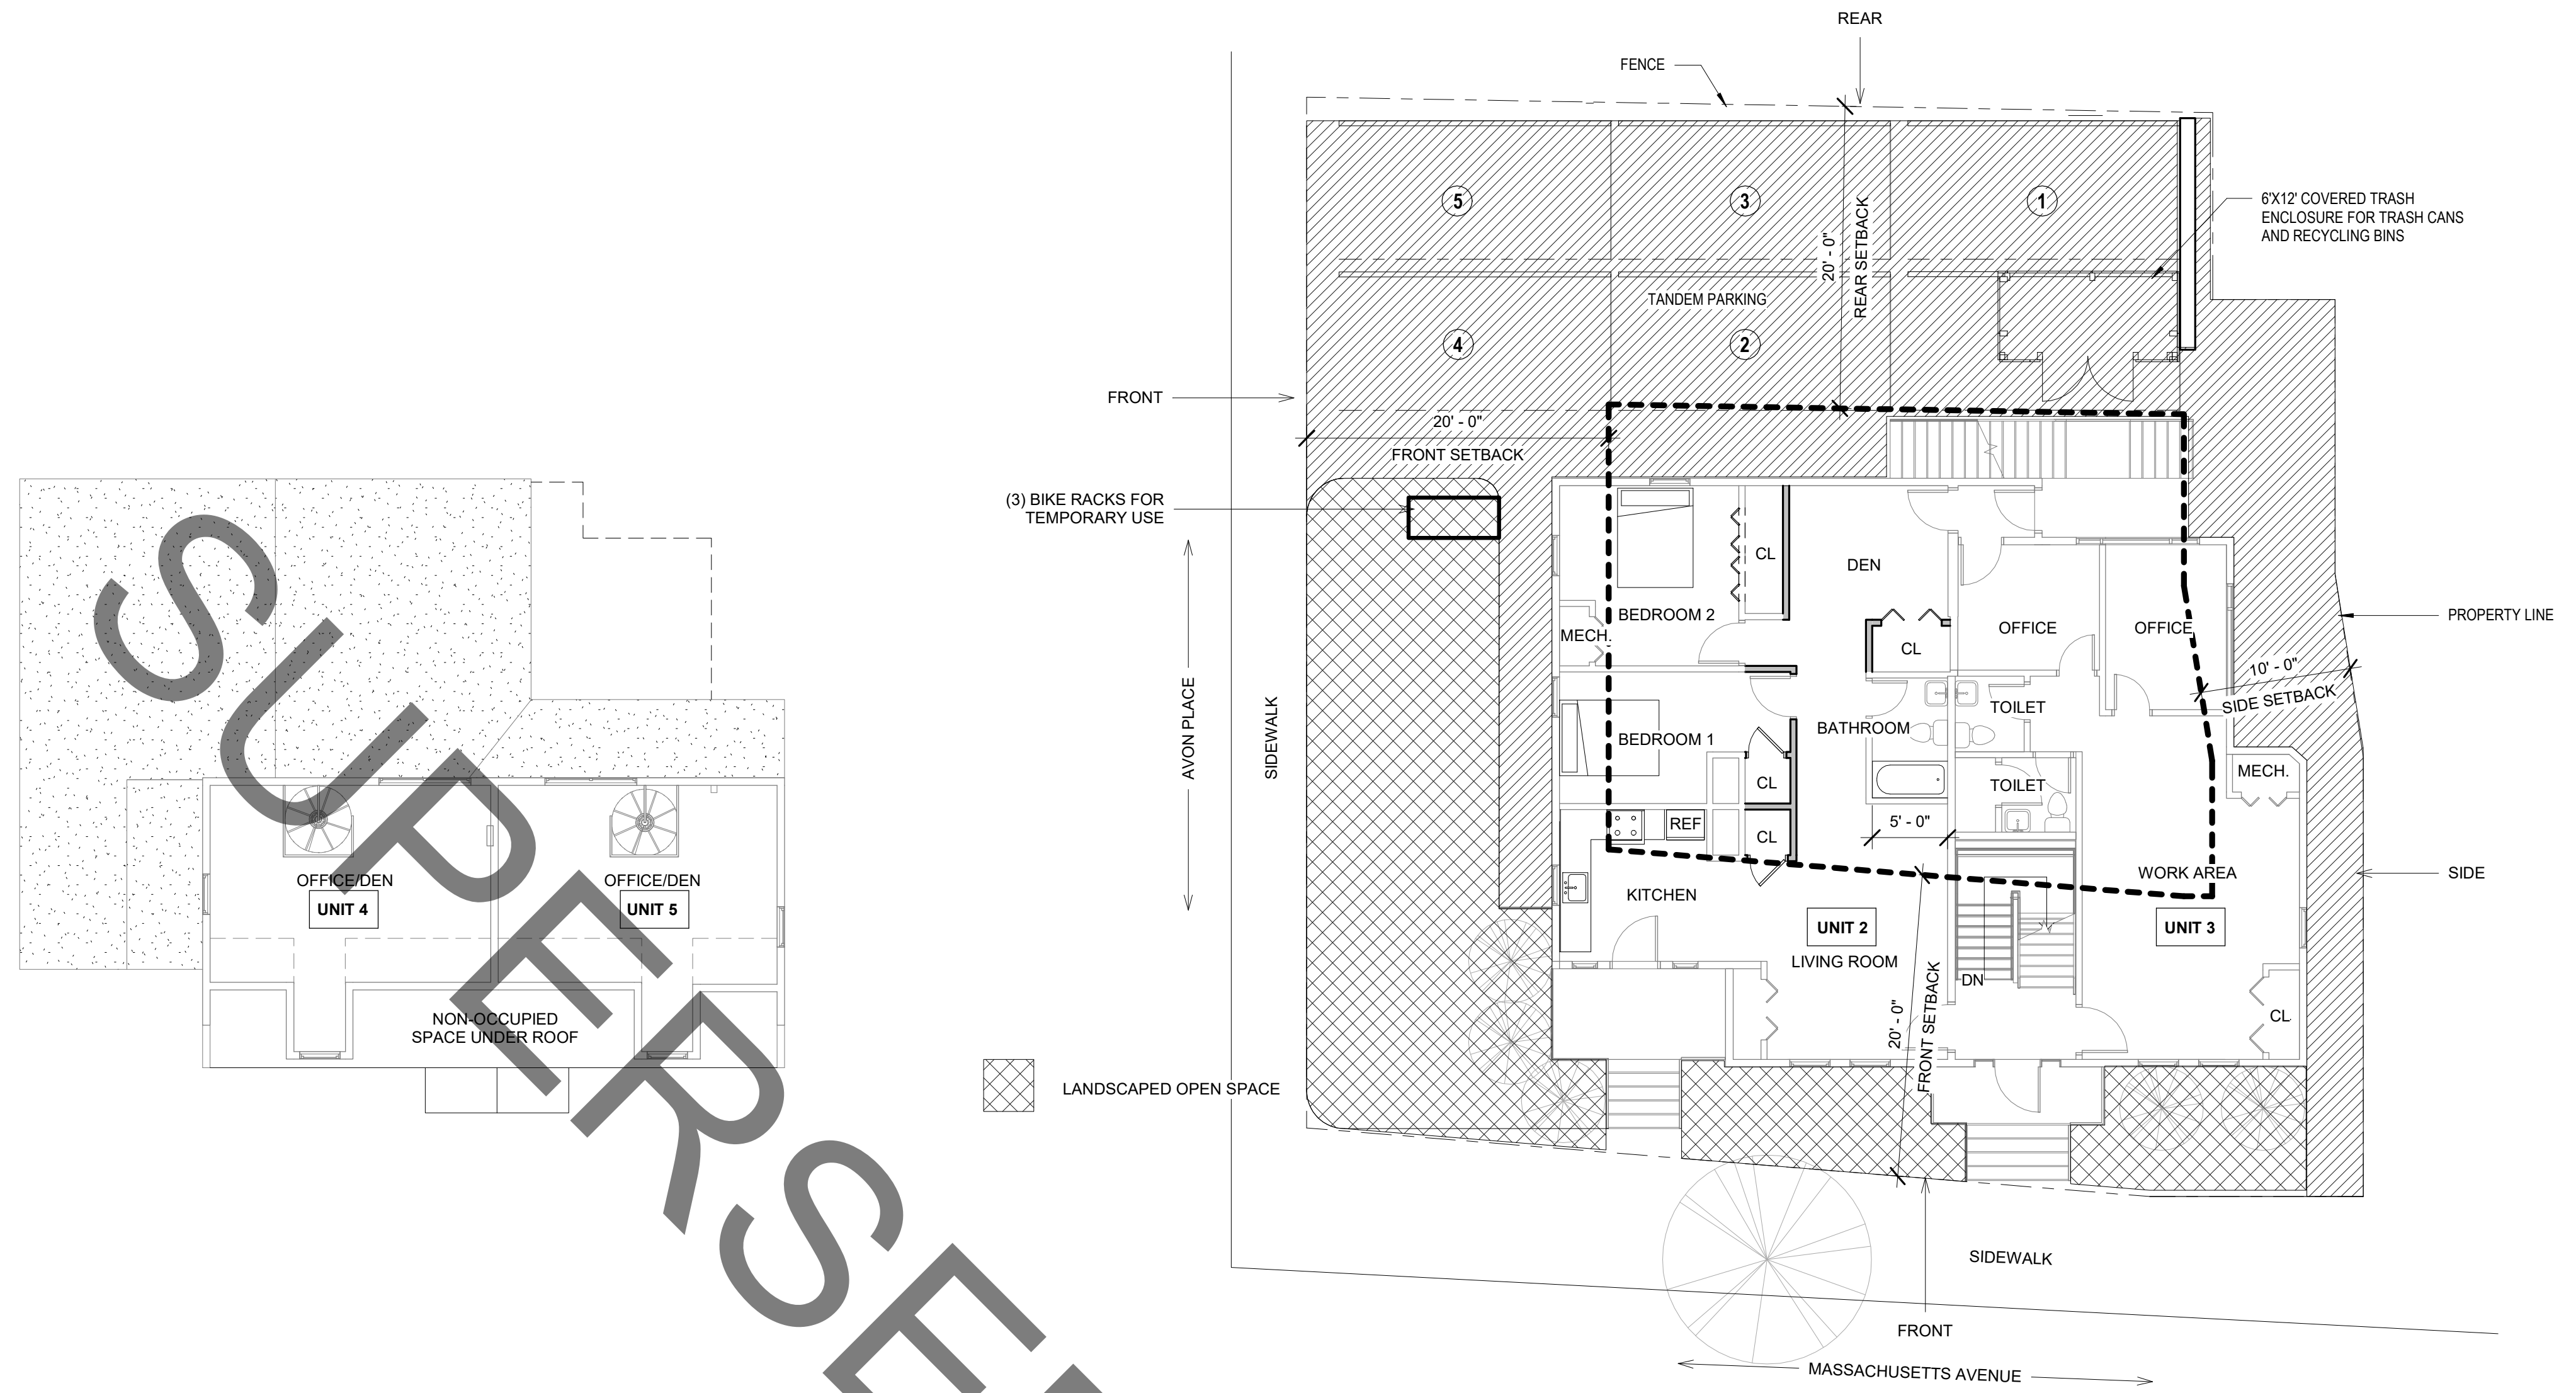 REAR
FENCE
6'X12' COVERED TRASH
ENCLOSURE FOR TRASH CANS
AND RECYCLING BINS
5
3
1
20' - 0"
REAR SETBACK
TANDEM PARKING
4
2
FRONT
20' - 0"
FRONT SETBACK
(3) BIKE RACKS FOR
TEMPORARY USE
CL
DEN
BEDROOM 2
MECH.
OFFICE
OFFICE
PROPERTY LINE
CL
10' - 0"
SIDE SETBACK
AVON PLACE
SIDEWALK
TOILET
BATHROOM
BEDROOM 1
MECH.
CL
TOILET
REF
5' - 0"
CL
WORK AREA
SIDE
KITCHEN
UNIT 2
UNIT 3
LIVING ROOM
DN
20' - 0"
FRONT SETBACK
CL
OFFICE/DEN
UNIT 4
OFFICE/DEN
UNIT 5
NON-OCCUPIED
SPACE UNDER ROOF
LANDSCAPED OPEN SPACE
SIDEWALK
FRONT
MASSACHUSETTS AVENUE